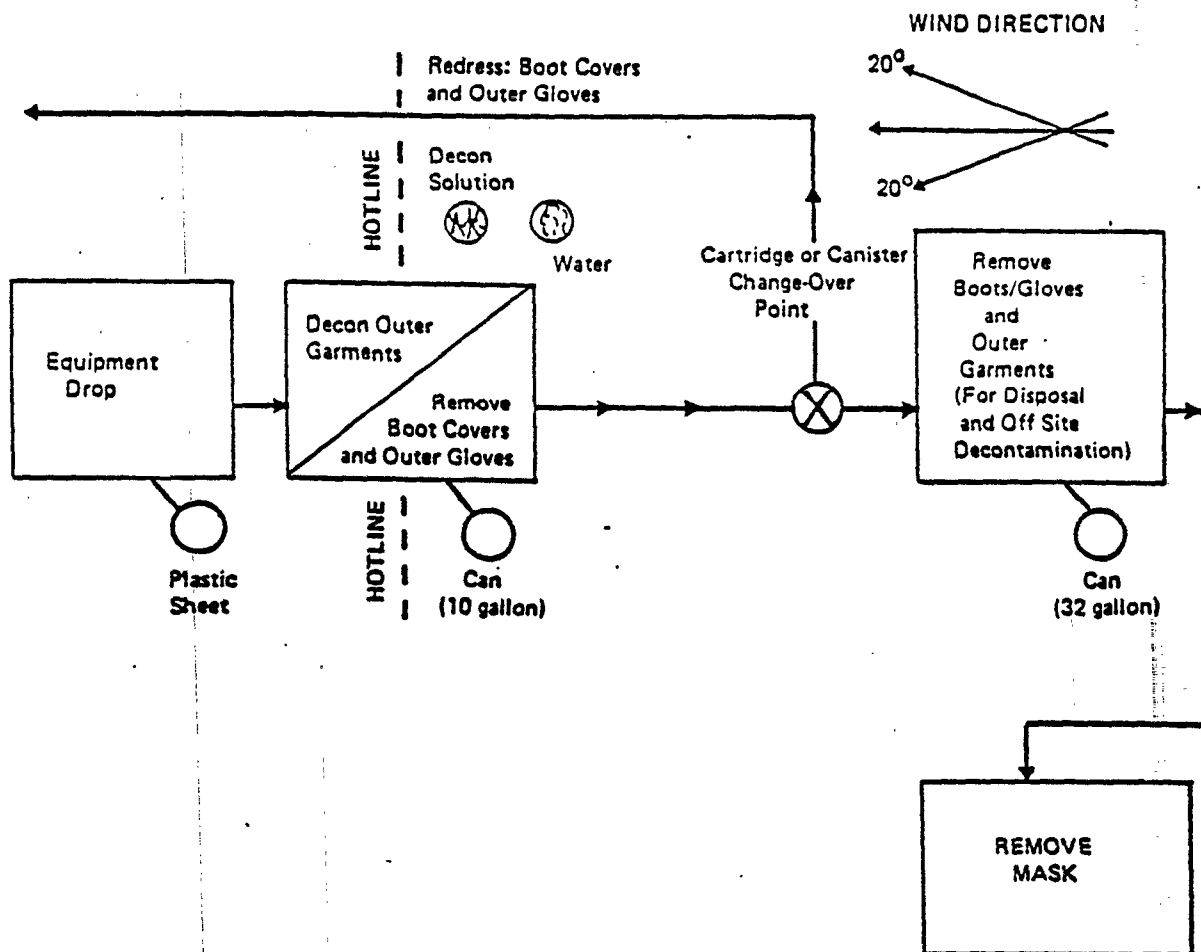 WIND DIRECTION
20°
20°
Redress: Boot Covers
and Outer Gloves
HOTLINE
Decon
Solution
Water
Cartridge or Canister
Change-Over
Point
Equipment
Drop
Decon Outer
Garments
Remove
Boot Covers
and Outer Gloves
Remove
Boots/Gloves
and
Outer
Garments
(For Disposal
and Off Site
Decontamination)
Plastic
Sheet
HOTLINE
Can
(10 gallon)
Can
(32 gallon)
REMOVE
MASK